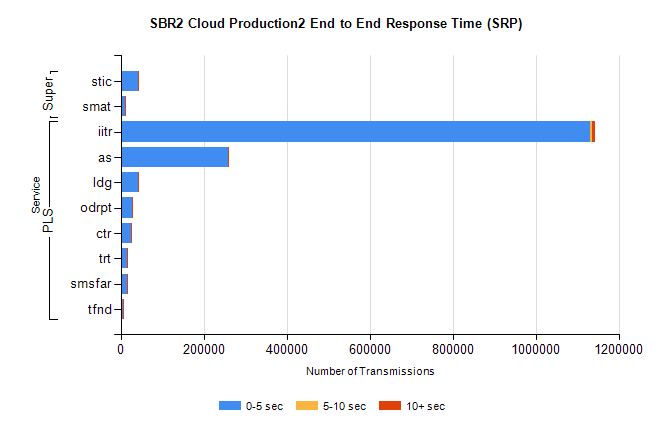 SBR2 Cloud Production2 End to End Response Time (SRP)
Super
stic
smat
Service
PLS
iitr
as
ldg
odrpt
ctr
trt
smsfar
tfnd
0 200000 400000 600000 800000 1000000 1200000
Number of Transmissions
0-5 sec 5-10 sec 10+ sec